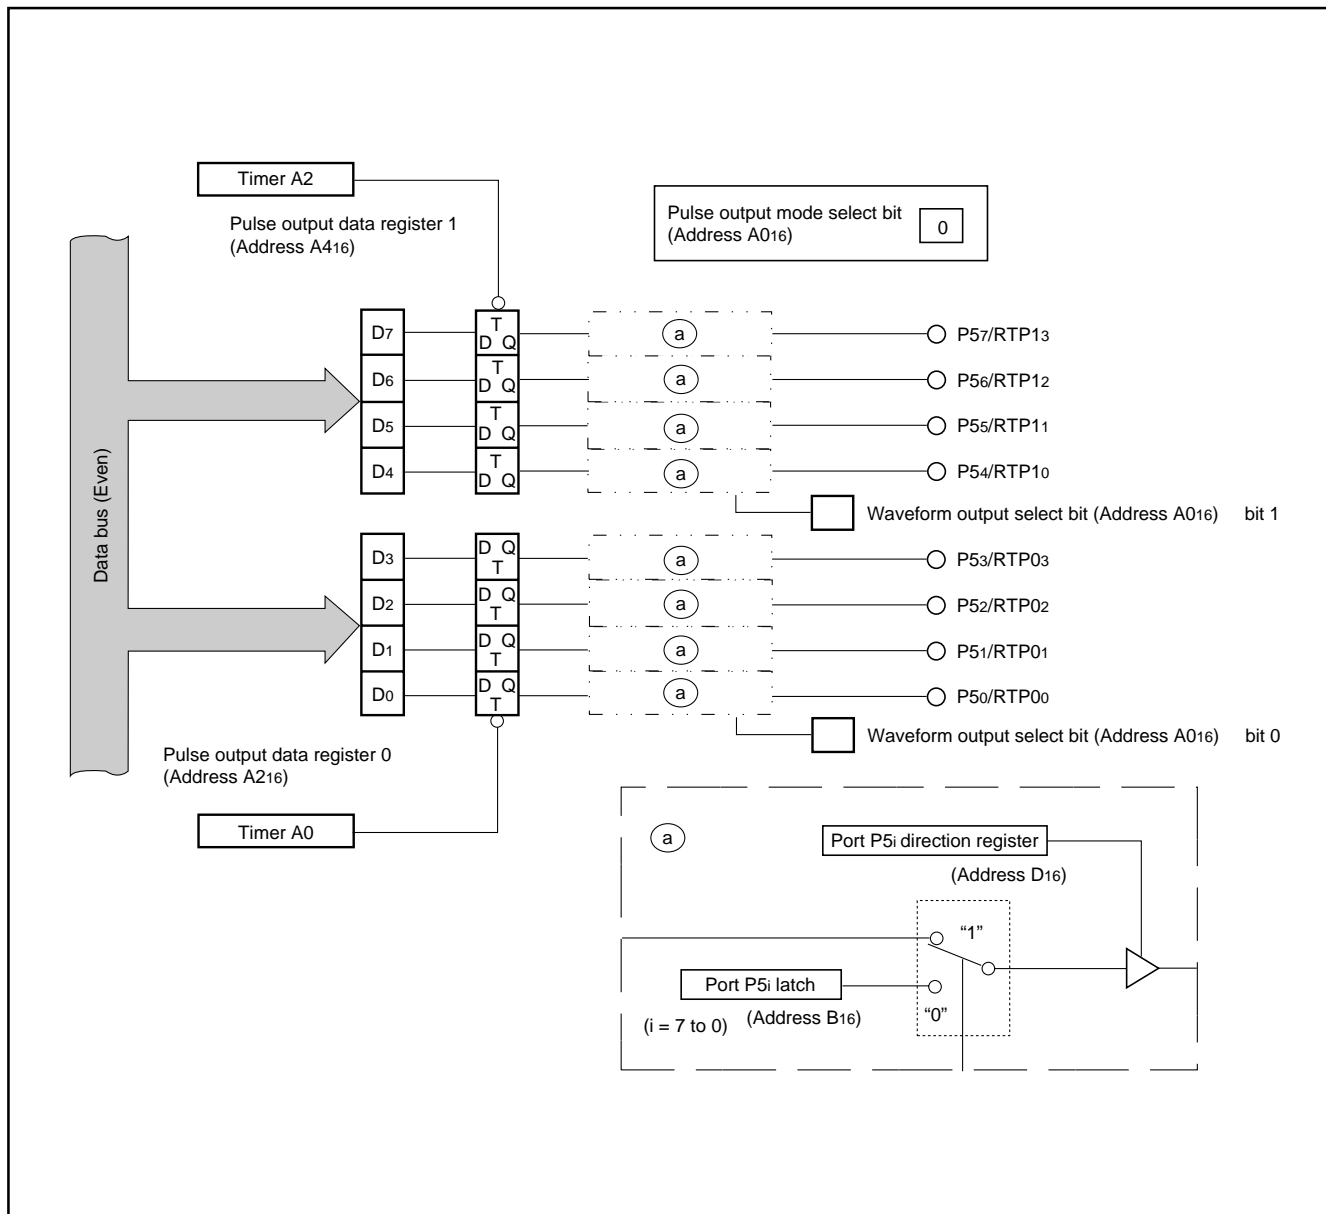 Timer A2
Pulse output data register 1
(Address A416)
Pulse output mode select bit
(Address A016)
0
Data bus (Even)
D7
T
D Q
a
P57/RTP13
D6
T
D Q
a
P56/RTP12
D5
T
D Q
a
P55/RTP11
D4
T
D Q
a
P54/RTP10
Waveform output select bit (Address A016) bit 1
D3
D Q
T
a
P53/RTP03
D2
D Q
T
a
P52/RTP02
D1
D Q
T
a
P51/RTP01
D0
D Q
T
a
P50/RTP00
Waveform output select bit (Address A016) bit 0
Pulse output data register 0
(Address A216)
Timer A0
a
Port P5i direction register
(Address D16)
“1”
Port P5i latch
(Address B16)
“0”
(i = 7 to 0)